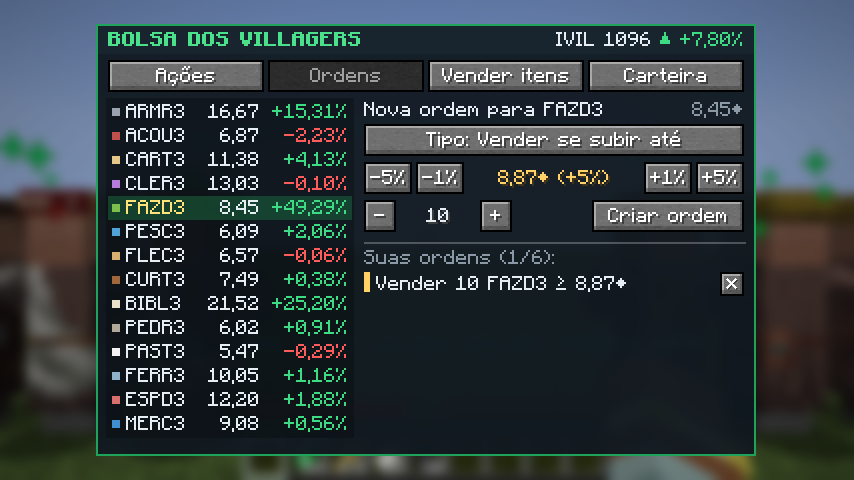 BOLSA DOS VILLAGERS IVIL 1096 ▲ +7,80%
Ações Ordens Vender itens Carteira
ARMR3 16,67 +15,31%
ACOU3 6,87 -2,23%
CART3 11,38 +4,13%
CLER3 13,03 -0,10%
FAZD3 8,45 +49,29%
PESC3 6,09 +2,06%
FLEC3 6,57 -0,06%
CURT3 7,49 +0,38%
BIBL3 21,52 +25,20%
PEDR3 6,02 +0,91%
PAST3 5,47 -0,29%
FERR3 10,05 +1,16%
ESPD3 12,20 +1,88%
MERC3 9,08 +0,56%
Nova ordem para FAZD3 8,45◆
Tipo: Vender se subir até
-5% -1% 8,87◆ (+5%) +1% +5%
- 10 + Criar ordem
Suas ordens (1/6):
Vender 10 FAZD3 ≥ 8,87◆ ×